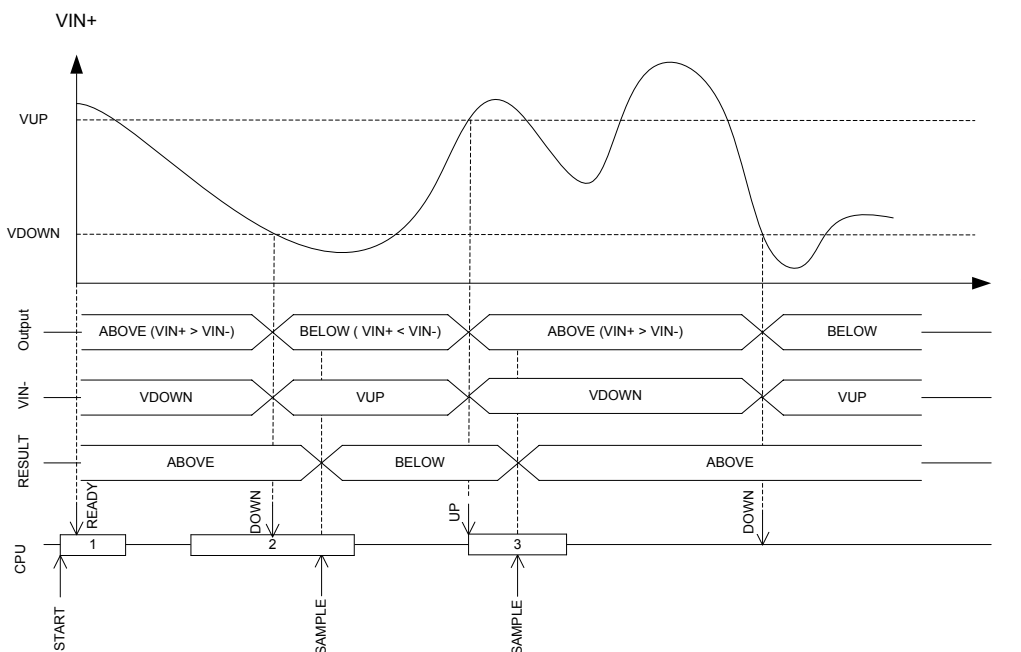 VIN+
VUP
VDOWN
Output
ABOVE (VIN+ > VIN-)
BELOW ( VIN+ < VIN-)
ABOVE (VIN+ > VIN-)
BELOW
VIN-
VDOWN
VUP
VDOWN
VUP
RESULT
ABOVE
BELOW
ABOVE
READY
DOWN
UP
DOWN
CPU
1
2
3
START
SAMPLE
SAMPLE